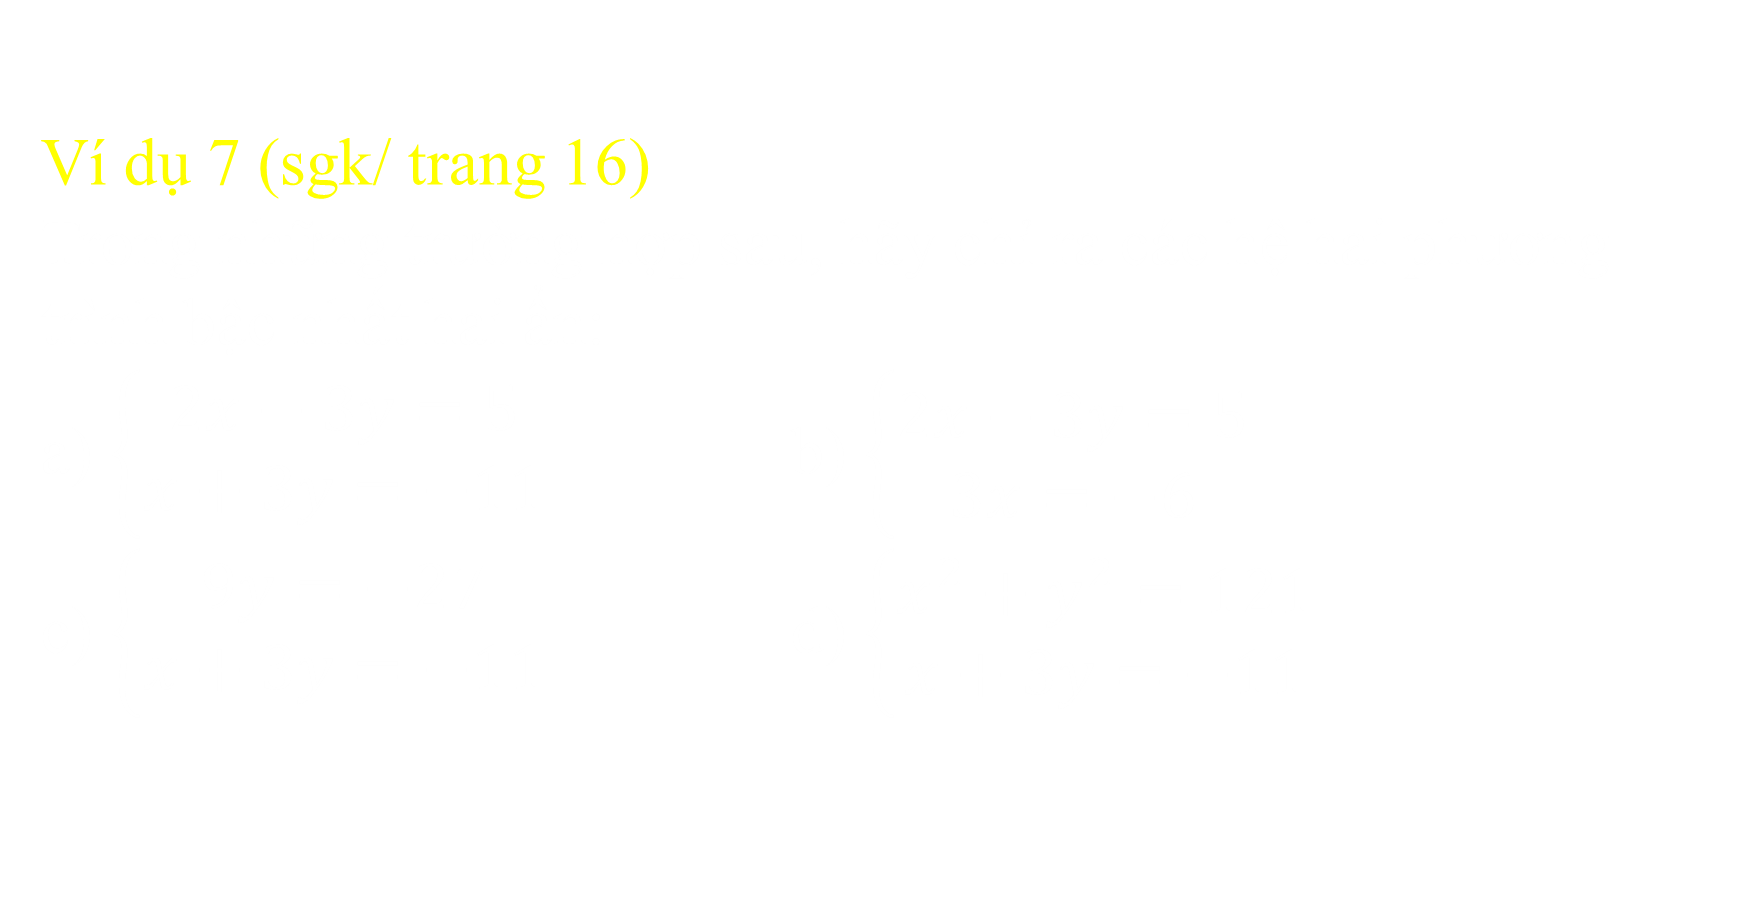 Ví dụ 7 (sgk/ trang 16)